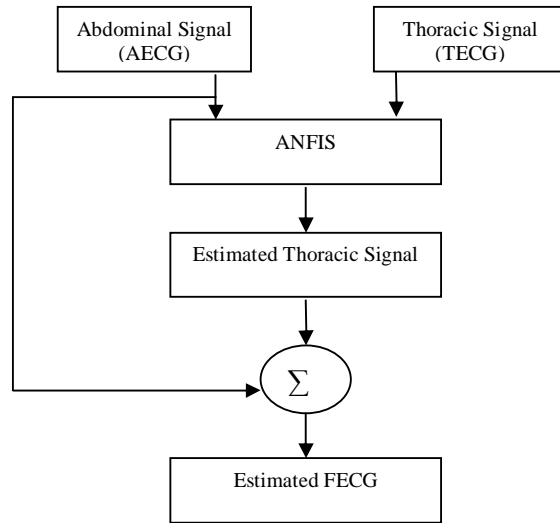 Abdominal Signal
(AECG)
Thoracic Signal
(TECG)
ANFIS
Estimated Thoracic Signal
∑
Estimated FECG